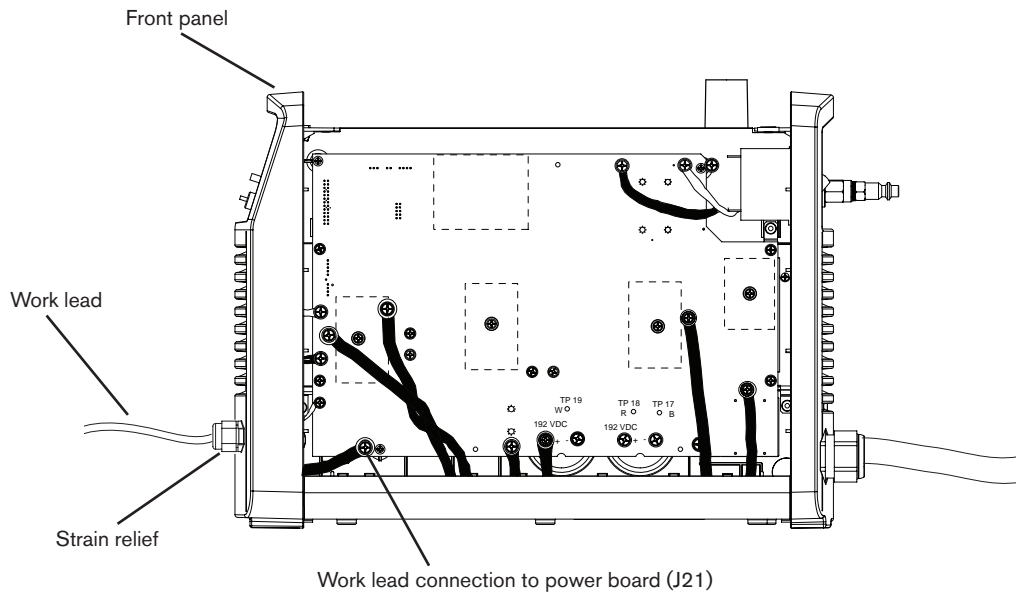 Front panel
Work lead
TP 19
W
TP 18
R
TP 17
B
192 VDC
+ -
192 VDC
+ -
Strain relief
Work lead connection to power board (J21)